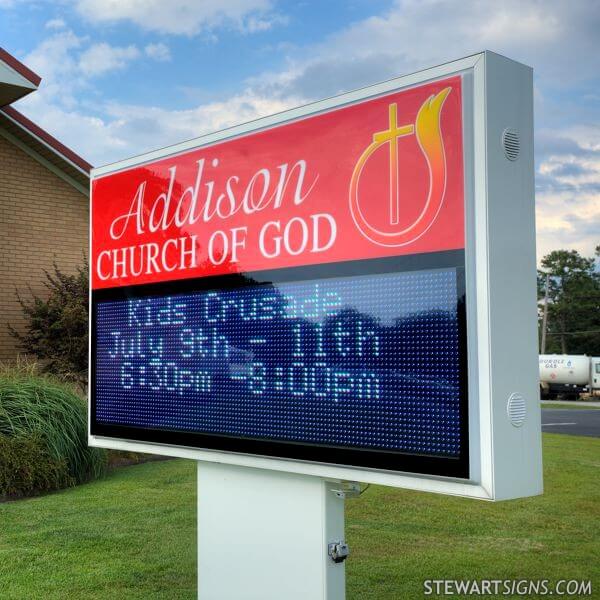 Addison
CHURCH OF GOD
Kids Crusade
July 9th - 11th
6:30pm -8:00pm
STEWARTSIGNS.COM